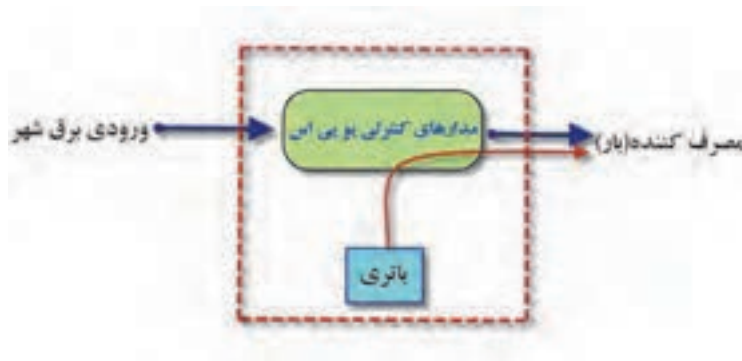 ورودی برق شهر
مدارهای کنترلی یو پی اس
مصرف کننده(بار)
باتری